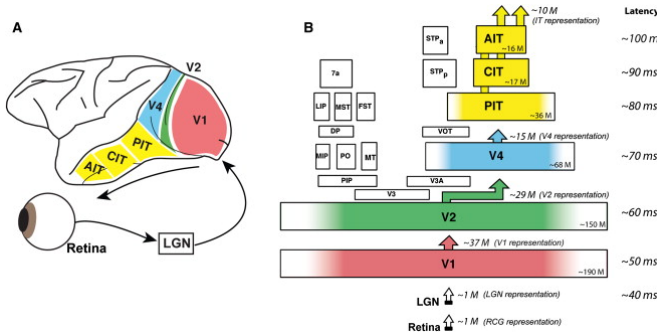 A
V2
V4
V1
PIT
CIT
AIT
Retina
LGN
B
~10 M
(IT representation)
Latency
STPa
AIT
~16 M
~100 ms
7a
STPp
CIT
~17 M
~90 ms
LIP
MST
FST
PIT
~36 M
~80 ms
DP
VOT
~15 M (V4 representation)
MIP
PO
MT
V4
~68 M
~70 ms
PIP
V3A
V3
~29 M (V2 representation)
V2
~150 M
~60 ms
~37 M (V1 representation)
V1
~190 M
~50 ms
LGN
~1 M (LGN representation)
~40 ms
Retina
~1 M (RCG representation)